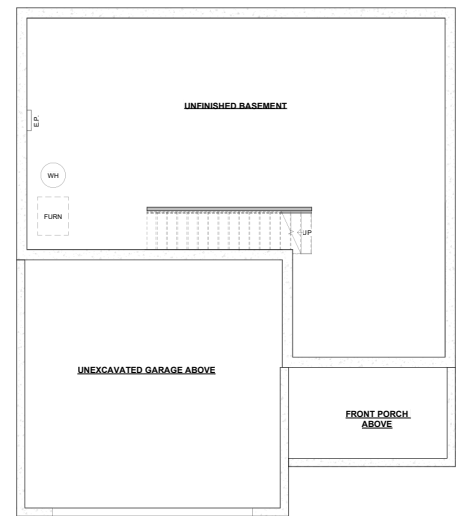 UNFINISHED BASEMENT
E.P.
WH
FURN
UP
UNEXCAVATED GARAGE ABOVE
FRONT PORCH
ABOVE